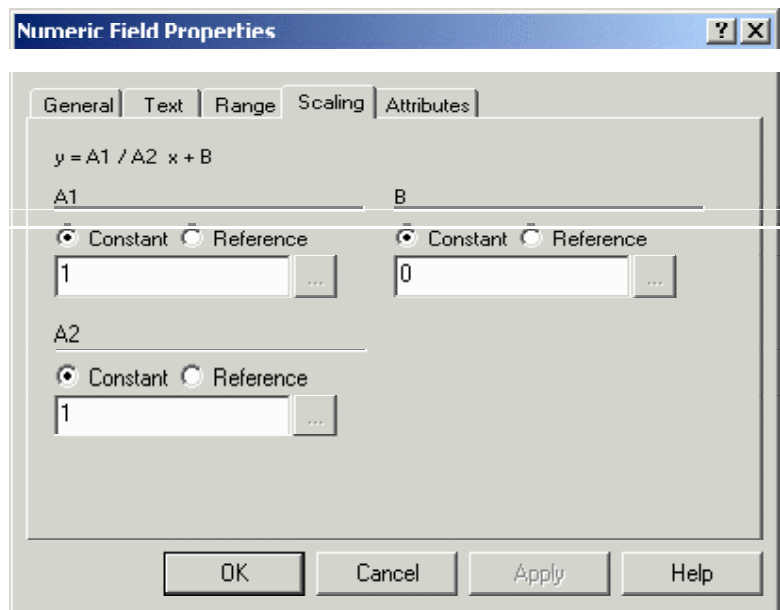 Numeric Field Properties
General Text Range Scaling Attributes
y = A1 / A2 x + B
A1 B
Constant Reference Constant Reference
1 ... 0 ...
A2
Constant Reference
1 ...
OK Cancel Apply Help